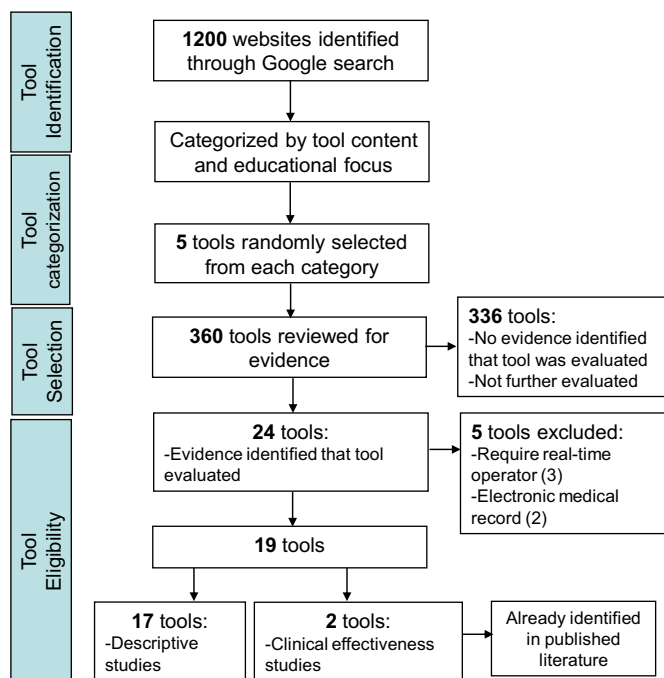 Tool
Identification
1200 websites identified
through Google search
Categorized by tool content
and educational focus
Tool
categorization
5 tools randomly selected
from each category
Tool
Selection
360 tools reviewed for
evidence
336 tools:
-No evidence identified
that tool was evaluated
-Not further evaluated
Tool
Eligibility
24 tools:
-Evidence identified that tool
evaluated
5 tools excluded:
-Require real-time
operator (3)
-Electronic medical
record (2)
19 tools
17 tools:
-Descriptive
studies
2 tools:
-Clinical effectiveness
studies
Already identified
in published
literature